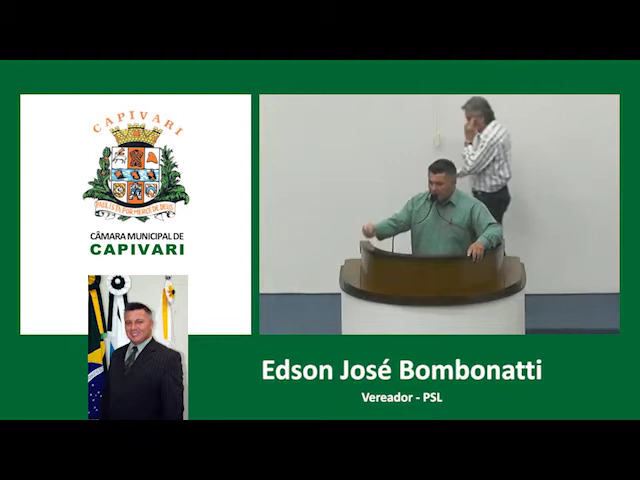 CAPIVARI
CÂMARA MUNICIPAL DE
CAPIVARI
Edson José Bombonatti
Vereador - PSL